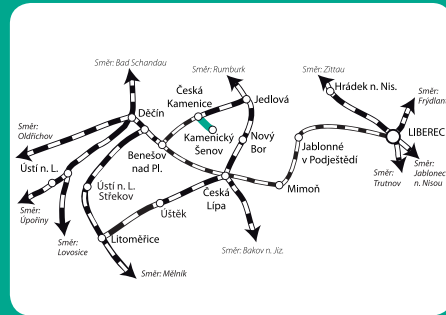 Směr: Bad Schandau
Směr: Rumburk
Směr: Zittau
Česká
Kamenice
Jedlová
Hrádek n. Nis.
Směr:
Frýdlant
Děčín
Směr:
Oldřichov
Kamenický
Šenov
Nový
Bor
LIBEREC
Jablonné
v Podještědí
Ústí n. L.
Benešov
nad Pl.
Směr:
Trutnov
Směr:
Jablonec
n. Nisou
Ústí n. L.
Střekov
Česká
Lípa
Mimoň
Směr:
Úpořiny
Úštěk
Směr:
Lovosice
Litoměřice
Směr: Bakov n. Jiz.
Směr: Mělník